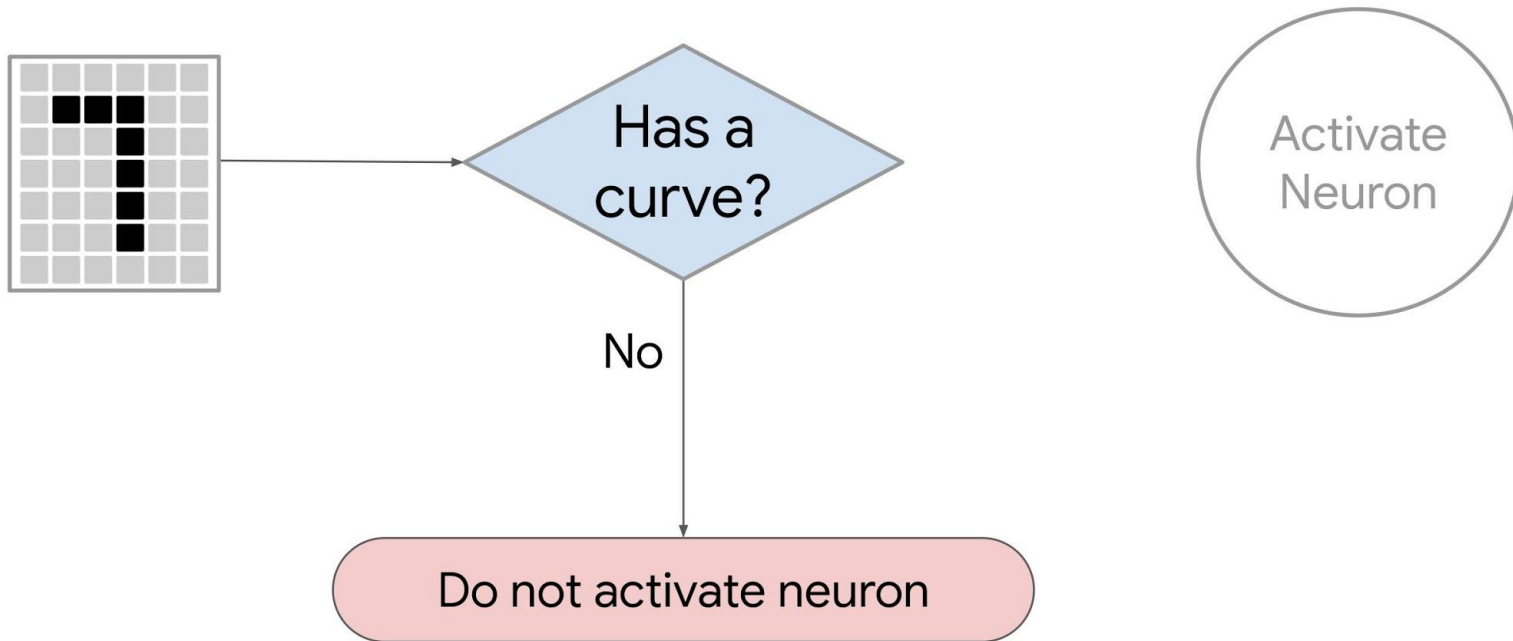 Has a
curve?
Activate
Neuron
No
Do not activate neuron